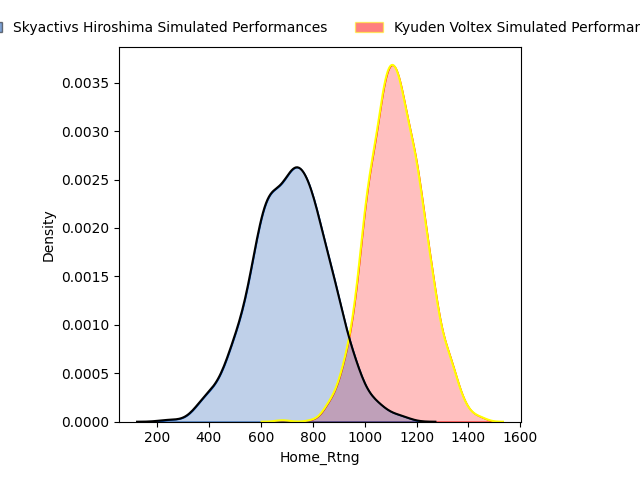 Skyactivs Hiroshima Simulated Performances
Kyuden Voltex Simulated
0.0035
0.0030
0.0025
0.0020
0.0015
0.0010
0.0005
0.0000
Density
200 400 600 800 1000 1200 1400 1600
Home_Rtng